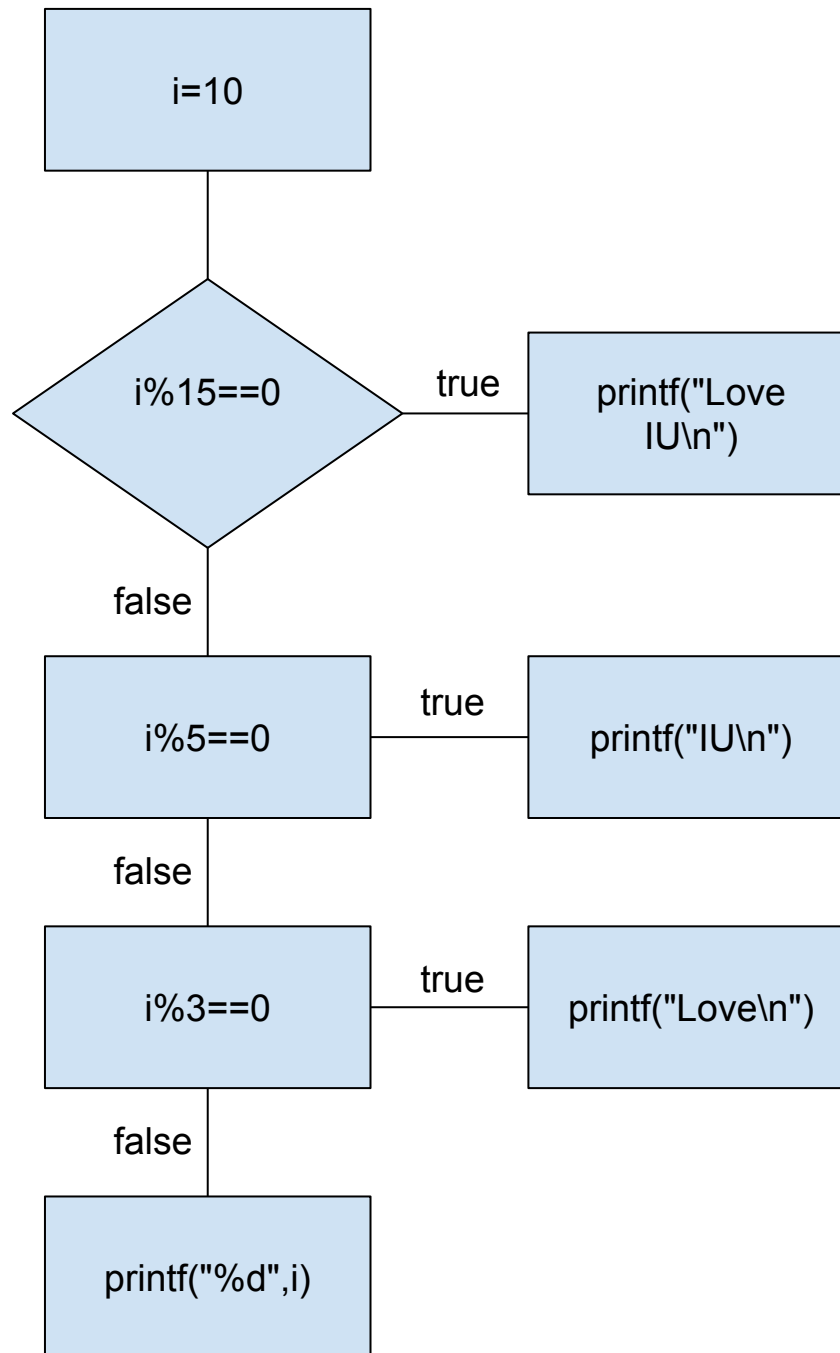 i=10
i%15==0
true
printf("Love
IU\n")
false
i%5==0
true
printf("IU\n")
false
i%3==0
true
printf("Love\n")
false
printf("%d",i)